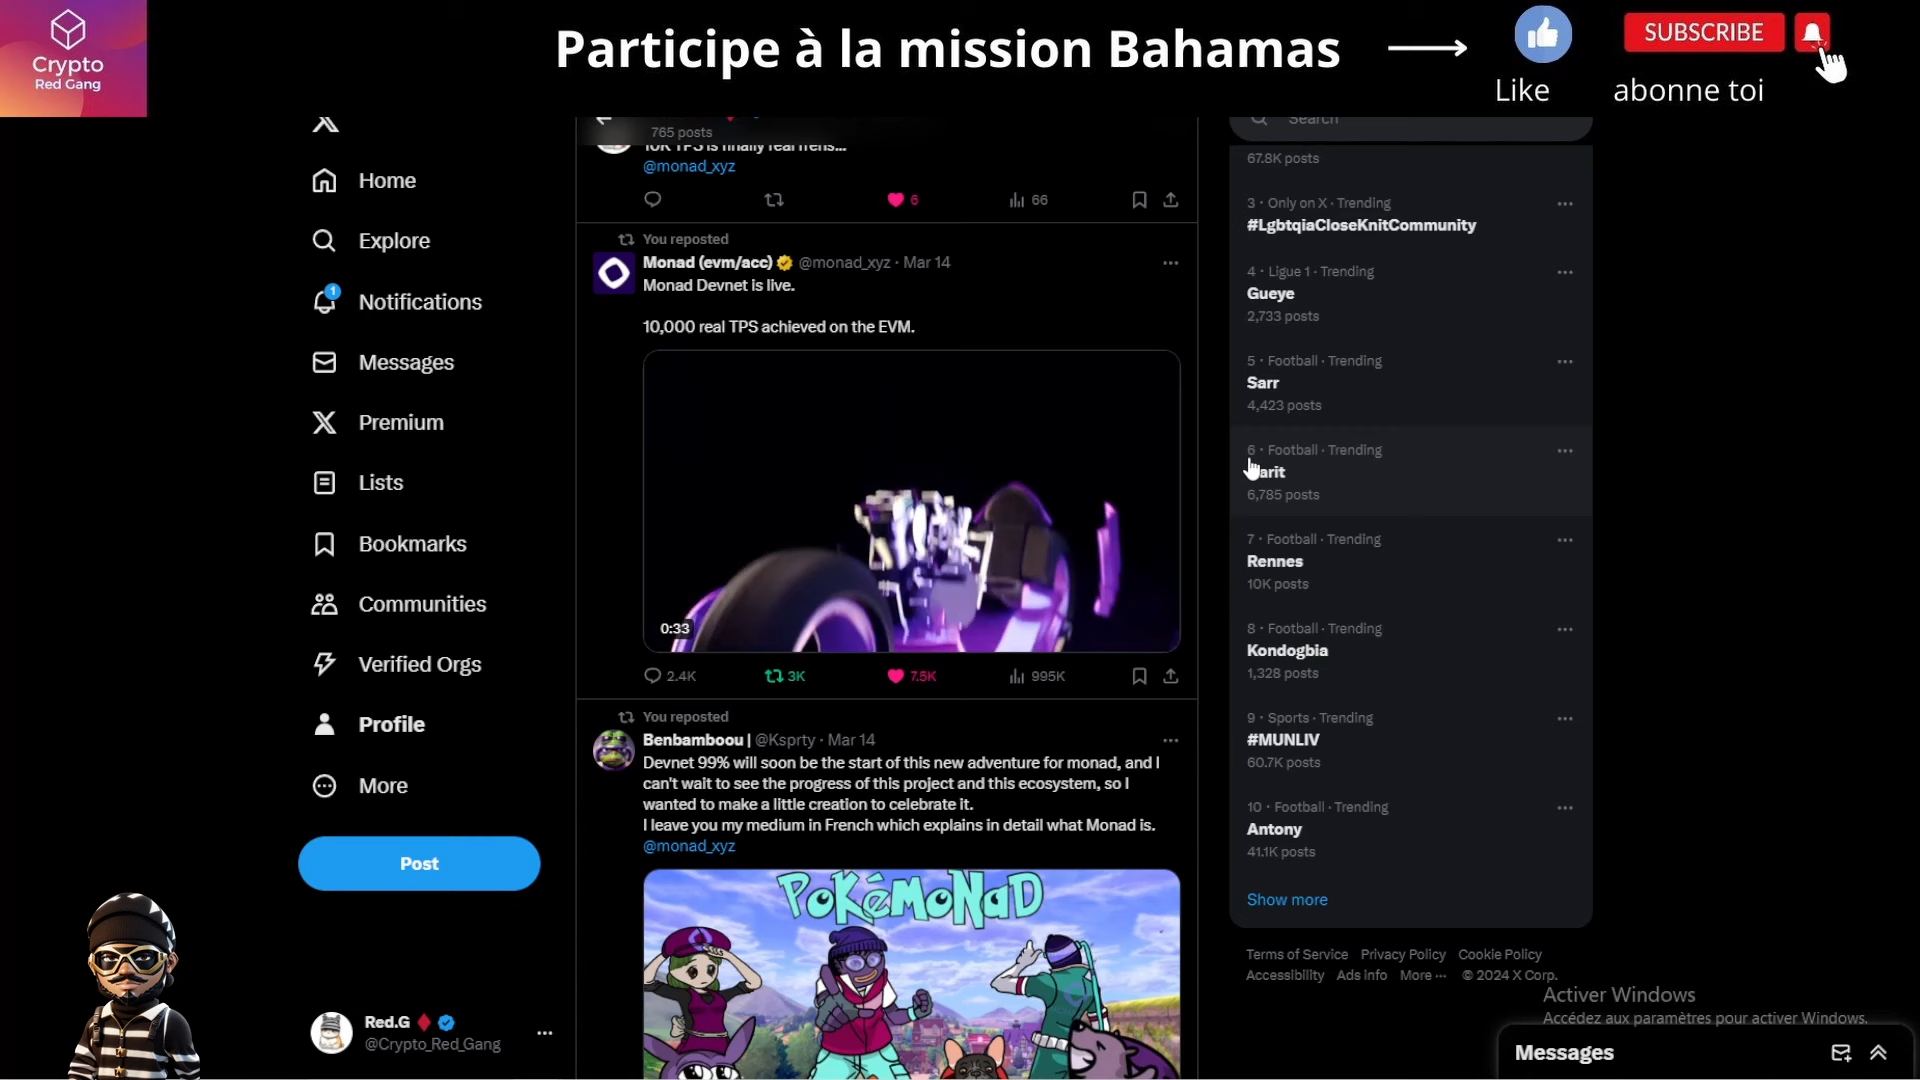 Crypto
Red Gang
Participe à la mission Bahamas
Like
SUBSCRIBE
abonne toi
Home
Explore
1
Notifications
Messages
Premium
Lists
Bookmarks
Communities
Verified Orgs
Profile
More
Post
Red.G
@Crypto_Red_Gang
765 posts
10K TPS is finally real frens...
@monad_xyz
6
66
You reposted
Monad (evm/acc) @monad_xyz · Mar 14
Monad Devnet is live.
10,000 real TPS achieved on the EVM.
0:33
2.4K
3K
7.5K
995K
You reposted
Benbamboou | @Ksprty · Mar 14
Devnet 99% will soon be the start of this new adventure for monad, and I
can't wait to see the progress of this project and this ecosystem, so I
wanted to make a little creation to celebrate it.
I leave you my medium in French which explains in detail what Monad is.
@monad_xyz
POKéMONAD
Search
67.8K posts
3 · Only on X · Trending
#LgbtqiaCloseKnitCommunity
4 · Ligue 1 · Trending
Gueye
2,733 posts
5 · Football · Trending
Sarr
4,423 posts
6 · Football · Trending
6,785 posts
7 · Football · Trending
Rennes
10K posts
8 · Football · Trending
Kondogbia
1,328 posts
9 · Sports · Trending
#MUNLIV
60.7K posts
10 · Football · Trending
Antony
41.1K posts
Show more
Terms of Service Privacy Policy Cookie Policy
Accessibility Ads info More ··· © 2024 X Corp.
Activer Windows
Accédez aux paramètres pour activer Windows.
Messages